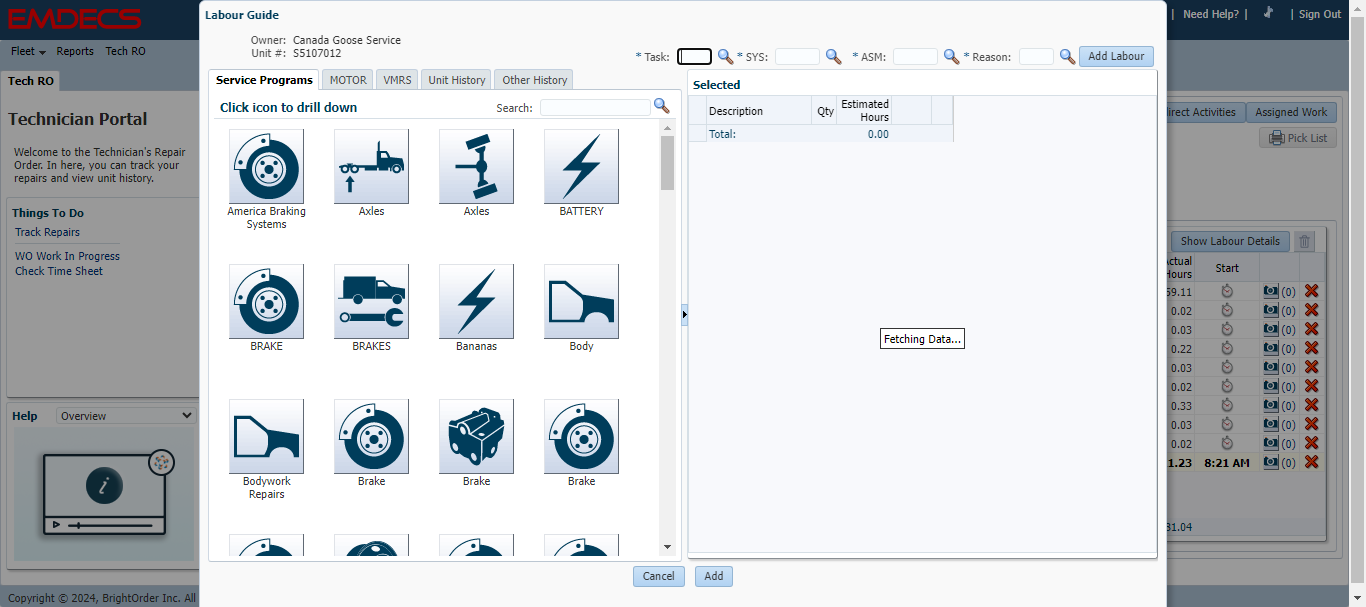 EMDECS
Labour Guide
| Need Help? | | Sign Out
Owner: Canada Goose Service
Unit #: S5107012
* Task: * SYS: * ASM: * Reason: Add Labour
Fleet Reports Tech RO
Tech RO
Technician Portal
Welcome to the Technician's Repair
Order. In here, you can track your
repairs and view unit history.
Things To Do
Track Repairs
WO Work In Progress
Check Time Sheet
Help Overview
Copyright © 2024, BrightOrder Inc. All
Service Programs MOTOR VMRS Unit History Other History
Click icon to drill down Search:
America Braking
Systems
Axles
Axles
BATTERY
BRAKE
BRAKES
Bananas
Body
Bodywork
Repairs
Brake
Brake
Brake
Selected
Description Qty Estimated
Hours
Total: 0.00
Fetching Data...
Cancel Add
irect Activities Assigned Work
Pick List
Show Labour Details
ctual
Hours Start
59.11 (0)
0.02 (0)
0.03 (0)
0.22 (0)
0.03 (0)
0.02 (0)
0.33 (0)
0.03 (0)
0.02 (0)
1.23 8:21 AM (0)
31.04